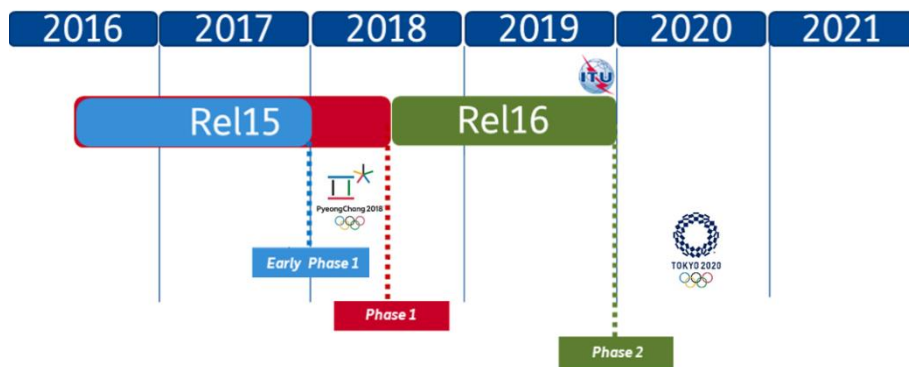 2016 2017 2018 2019 2020 2021
ITU
Rel15 Rel16
PyeongChang 2018
TOKYO 2020
Early Phase 1
Phase 1
Phase 2